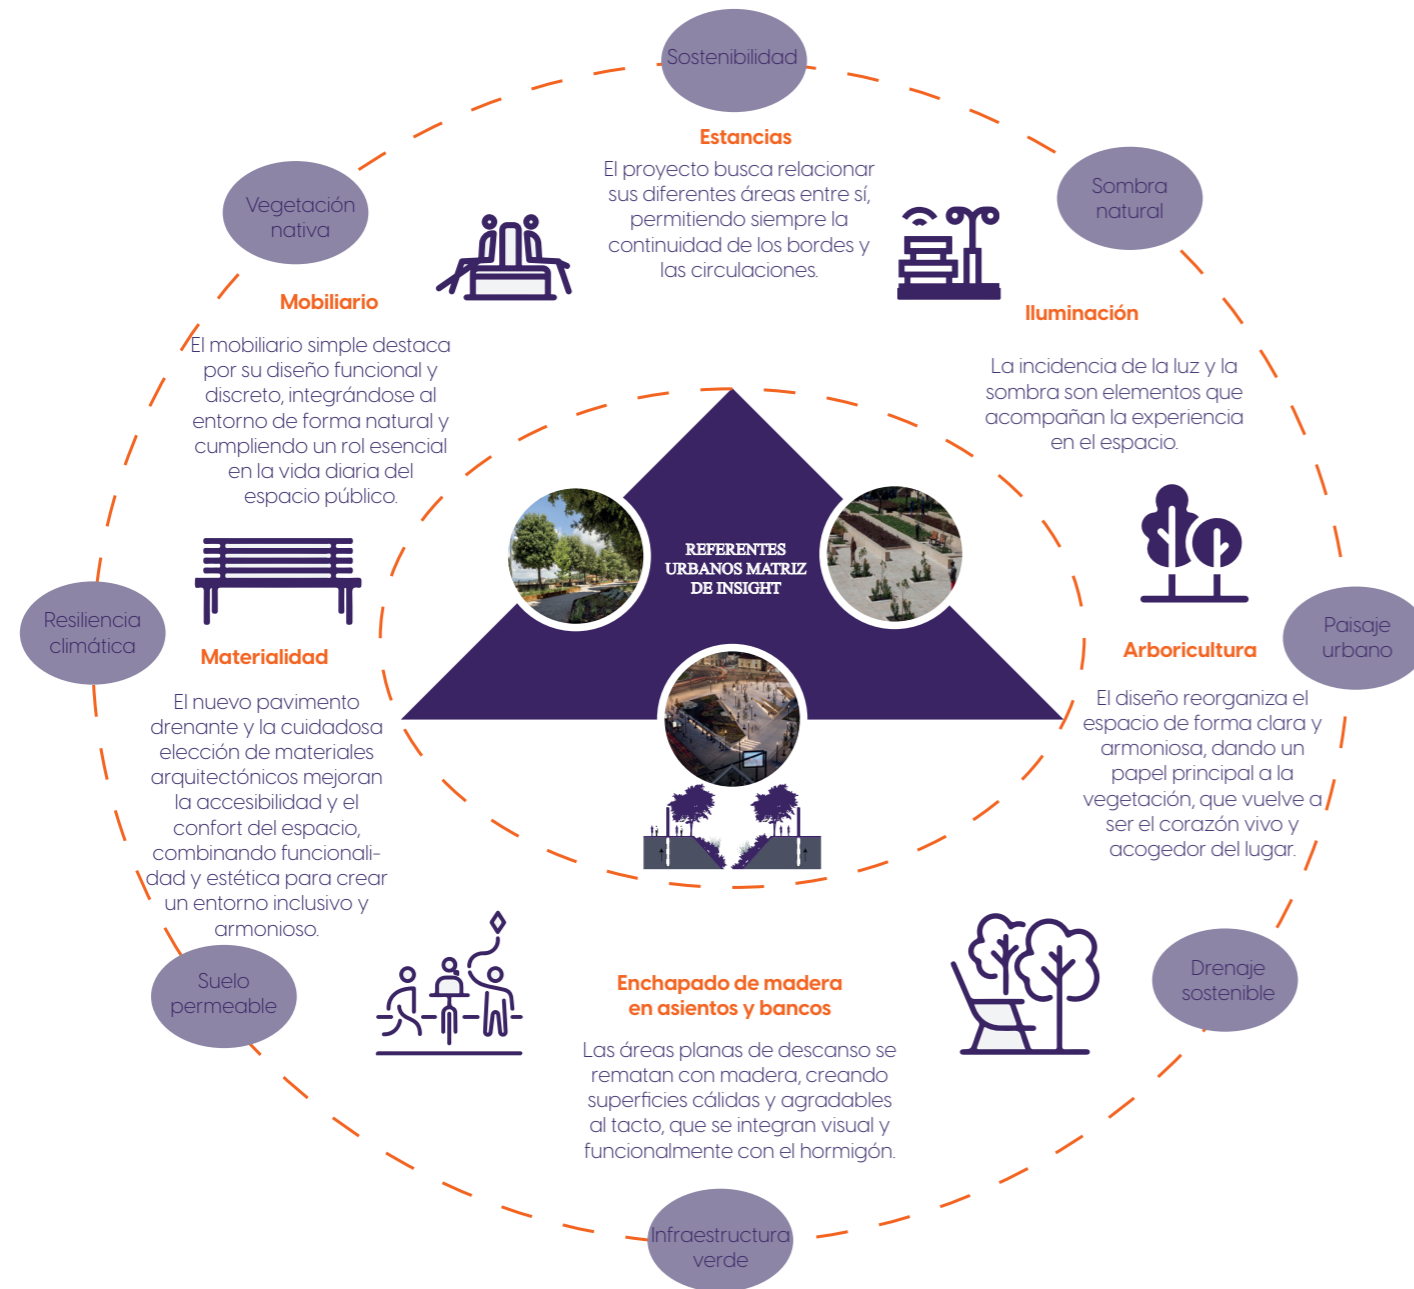 Sostenibilidad
Estancias
El proyecto busca relacionar
sus diferentes áreas entre sí,
permitiendo siempre la
continuidad de los bordes y
las circulaciones.
Vegetación
nativa
Sombra
natural
Mobiliario
El mobiliario simple destaca
por su diseño funcional y
discreto, integrándose al
entorno de forma natural y
cumpliendo un rol esencial
en la vida diaria del
espacio público.
Iluminación
La incidencia de la luz y la
sombra son elementos que
acompañan la experiencia
en el espacio.
REFERENTES
URBANOS MATRIZ
DE INSIGHT
Resiliencia
climática
Paisaje
urbano
Materialidad
El nuevo pavimento
drenante y la cuidadosa
elección de materiales
arquitectónicos mejoran
la accesibilidad y el
confort del espacio,
combinando funcionali-
dad y estética para crear
un entorno inclusivo y
armonioso.
Arboricultura
El diseño reorganiza el
espacio de forma clara y
armoniosa, dando un
papel principal a la
vegetación, que vuelve a
ser el corazón vivo y
acogedor del lugar.
Suelo
permeable
Drenaje
sostenible
Enchapado de madera
en asientos y bancos
Las áreas planas de descanso se
rematan con madera, creando
superficies cálidas y agradables
al tacto, que se integran visual y
funcionalmente con el hormigón.
Infraestructura
verde